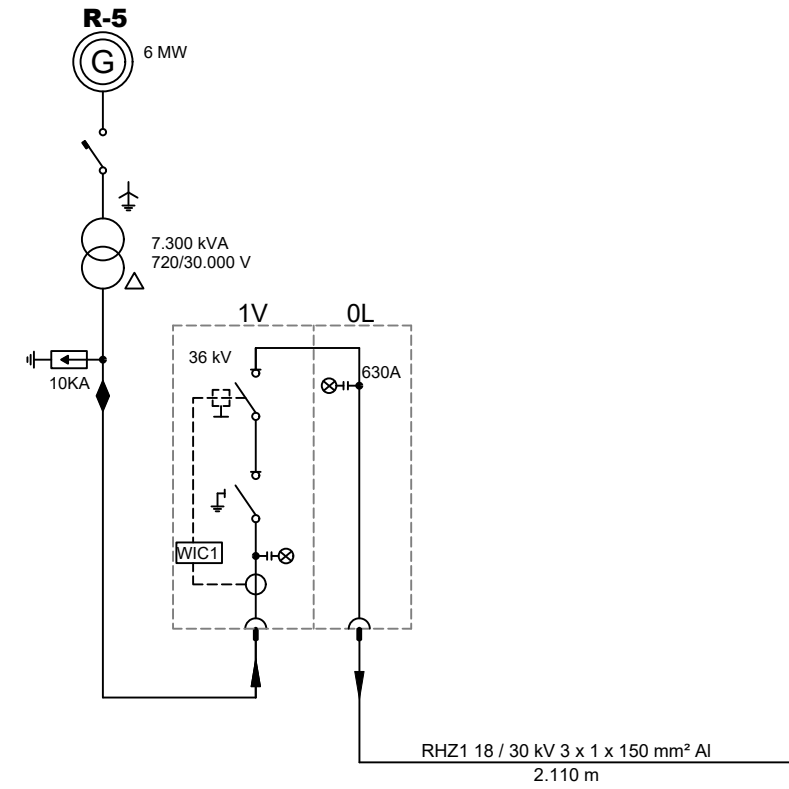 R-5
G
6 MW
7.300 kVA
720/30.000 V
10KA
1V
0L
36 kV
630A
WIC1
RHZ1 18 / 30 kV 3 x 1 x 150 mm² Al
2.110 m